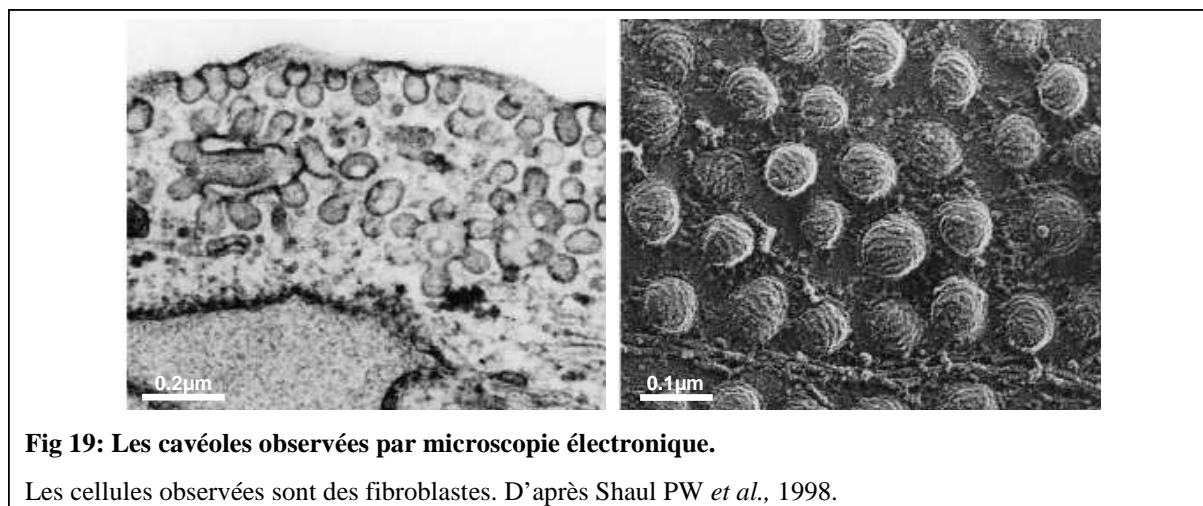 0.2µm
0.1µm
Fig 19: Les cavéoles observées par microscopie électronique.
Les cellules observées sont des fibroblastes. D’après Shaul PW et al., 1998.